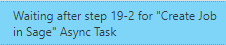 Waiting after step 19-2 for "Create Job
in Sage" Async Task